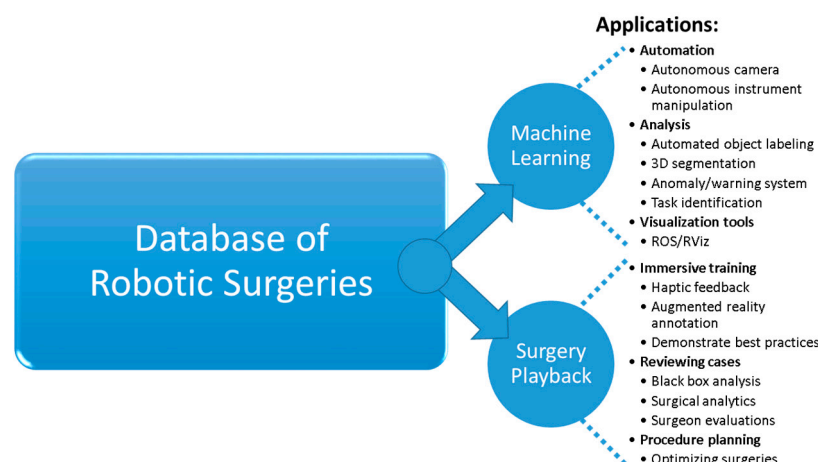 Applications:
• Automation
• Autonomous camera
• Autonomous instrument
manipulation
• Analysis
• Automated object labeling
• 3D segmentation
• Anomaly/warning system
• Task identification
• Visualization tools
• ROS/RViz
Machine
Learning
Database of
Robotic Surgeries
• Immersive training
• Haptic feedback
• Augmented reality
annotation
• Demonstrate best practices
• Reviewing cases
• Black box analysis
• Surgical analytics
• Surgeon evaluations
• Procedure planning
• Optimizing surgeries
Surgery
Playback